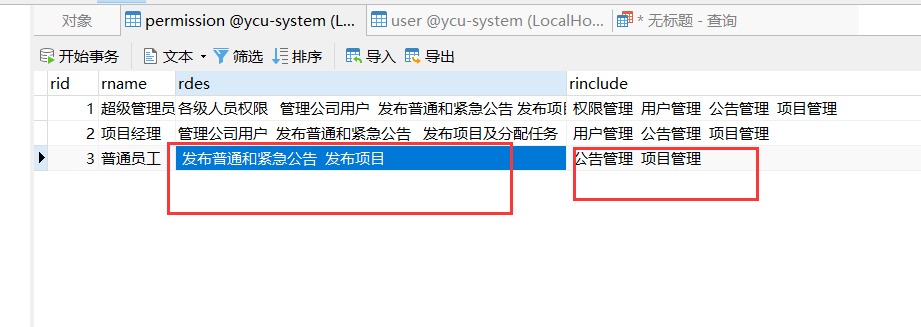 对象 permission @ycu-system (L... user @ycu-system (LocalHo... * 无标题 - 查询
开始事务 文本 筛选 排序 导入 导出
rid rname rdes rinclude
1 超级管理员 各级人员权限 管理公司用户 发布普通和紧急公告 发布项目 权限管理 用户管理 公告管理 项目管理
2 项目经理 管理公司用户 发布普通和紧急公告 发布项目及分配任务 用户管理 公告管理 项目管理
3 普通员工 发布普通和紧急公告 发布项目 公告管理 项目管理